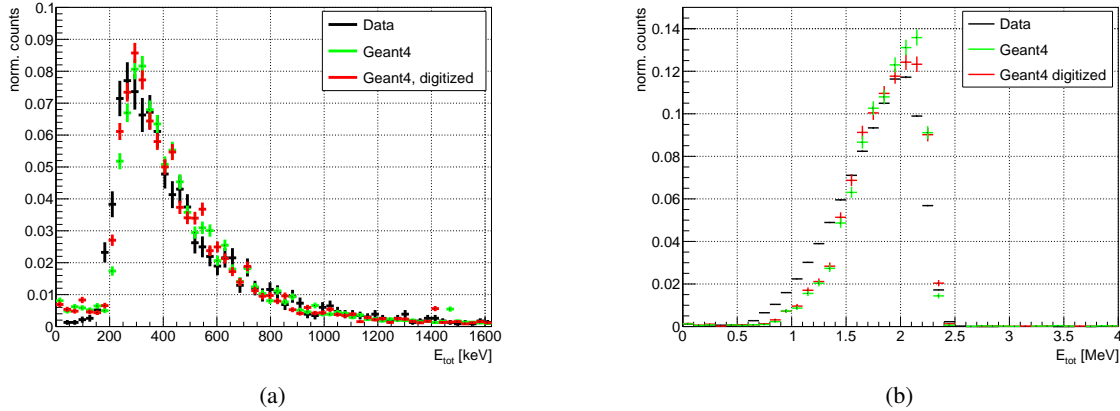 norm. counts
0.1
0.09
0.08
0.07
0.06
0.05
0.04
0.03
0.02
0.01
0
0 200 400 600 800 1000 1200 1400 1600
E_tot [keV]
Data
Geant4
Geant4, digitized
(a)
norm. counts
0.14
0.12
0.1
0.08
0.06
0.04
0.02
0
0 0.5 1 1.5 2 2.5 3 3.5 4
E_tot [MeV]
Data
Geant4
Geant4 digitized
(b)